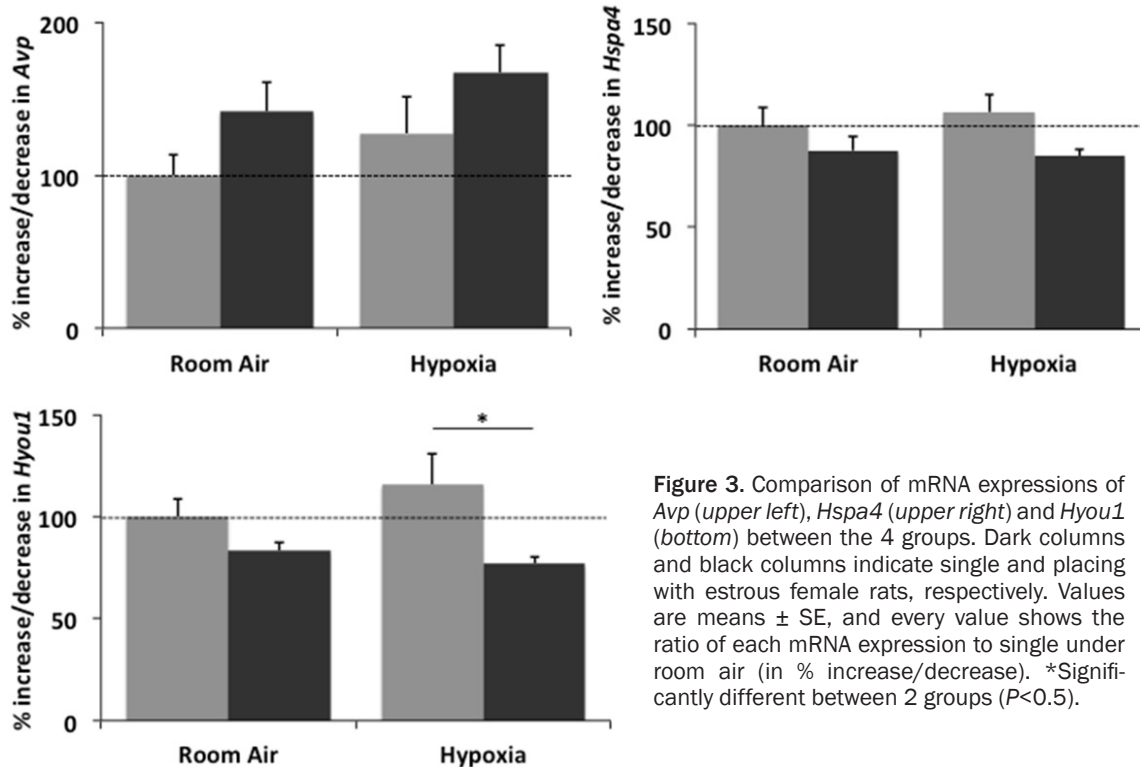 % increase/decrease in Avp
200
100
0
Room Air
Hypoxia
% increase/decrease in Hspa4
150
100
50
0
Room Air
Hypoxia
% increase/decrease in Hyou1
150
100
50
0
*
Room Air
Hypoxia
Figure 3. Comparison of mRNA expressions of
Avp (upper left), Hspa4 (upper right) and Hyou1
(bottom) between the 4 groups. Dark columns
and black columns indicate single and placing
with estrous female rats, respectively. Values
are means ± SE, and every value shows the
ratio of each mRNA expression to single under
room air (in % increase/decrease). *Signifi-
cantly different between 2 groups (P<0.5).